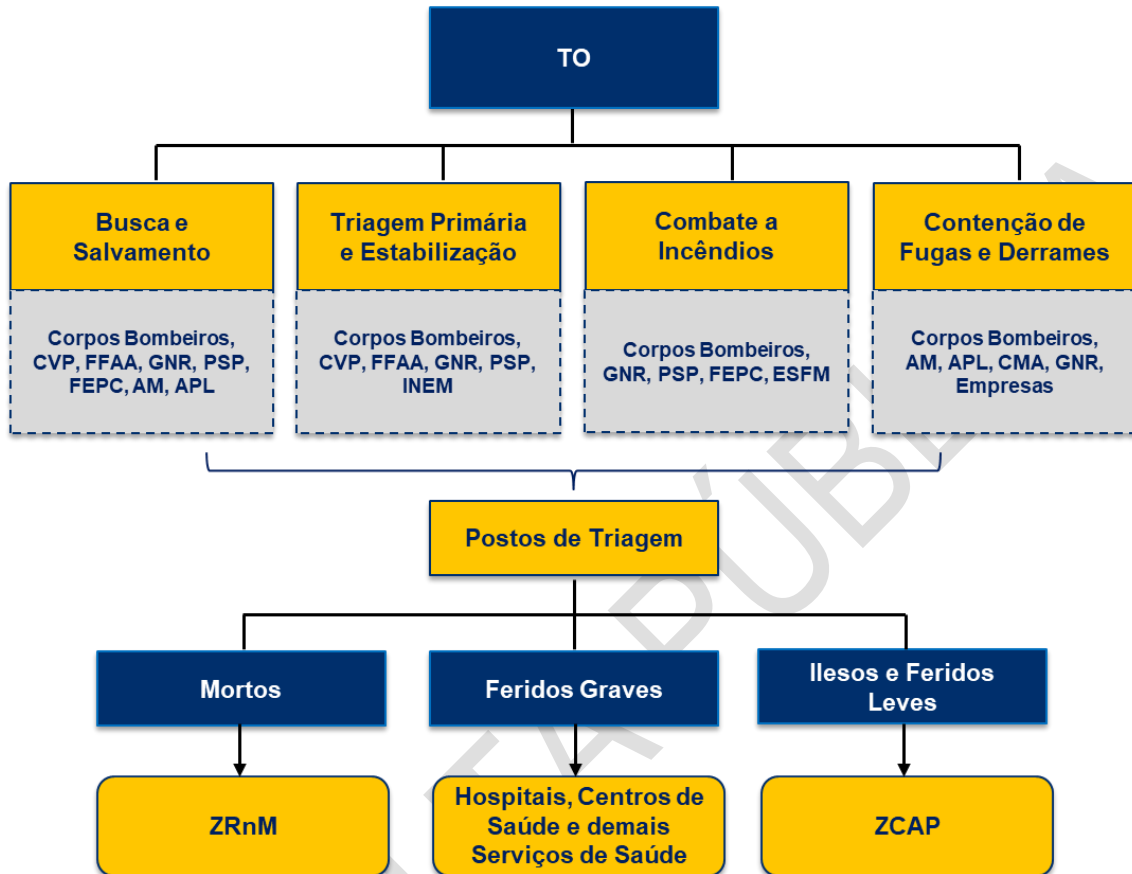 TO
Busca e
Salvamento
Corpos Bombeiros,
CVP, FFAA, GNR, PSP,
FEPC, AM, APL
Triagem Primária
e Estabilização
Corpos Bombeiros,
CVP, FFAA, GNR, PSP,
INEM
Combate a
Incêndios
Corpos Bombeiros,
GNR, PSP, FEPC, ESFM
Contenção de
Fugas e Derrames
Corpos Bombeiros,
AM, APL, CMA, GNR,
Empresas
Postos de Triagem
Mortos
Feridos Graves
Ilesos e Feridos
Leves
ZRnM
Hospitais, Centros de
Saúde e demais
Serviços de Saúde
ZCAP